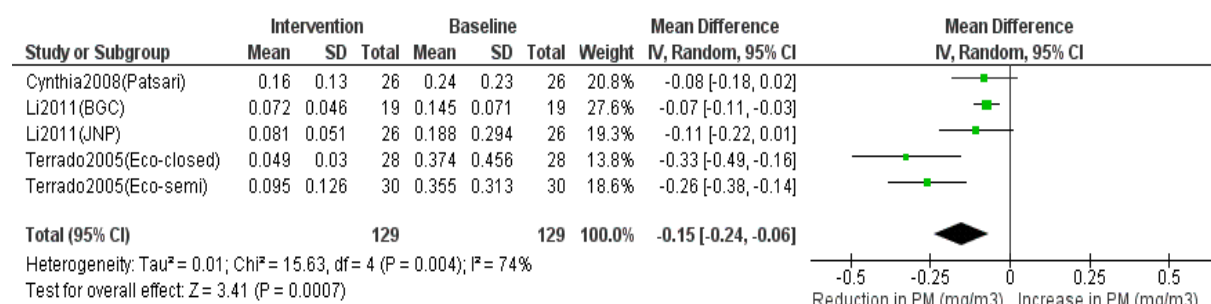 Intervention Baseline Mean Difference Mean Difference
Study or Subgroup Mean SD Total Mean SD Total Weight IV, Random, 95% CI IV, Random, 95% CI
Cynthia2008(Patsari) 0.16 0.13 26 0.24 0.23 26 20.8% -0.08 [-0.18, 0.02]
Li2011(BGC) 0.072 0.046 19 0.145 0.071 19 27.6% -0.07 [-0.11, -0.03]
Li2011(JNP) 0.081 0.051 26 0.188 0.294 26 19.3% -0.11 [-0.22, 0.01]
Terrado2005(Eco-closed) 0.049 0.03 28 0.374 0.456 28 13.8% -0.33 [-0.49, -0.16]
Terrado2005(Eco-semi) 0.095 0.126 30 0.355 0.313 30 18.6% -0.26 [-0.38, -0.14]
Total (95% CI) 129 129 100.0% -0.15 [-0.24, -0.06]
Heterogeneity: Tau² = 0.01; Chi² = 15.63, df = 4 (P = 0.004); I² = 74%
Test for overall effect: Z = 3.41 (P = 0.0007)
-0.5 -0.25 0 0.25 0.5
Reduction in PM (mg/m3) Increase in PM (mg/m3)